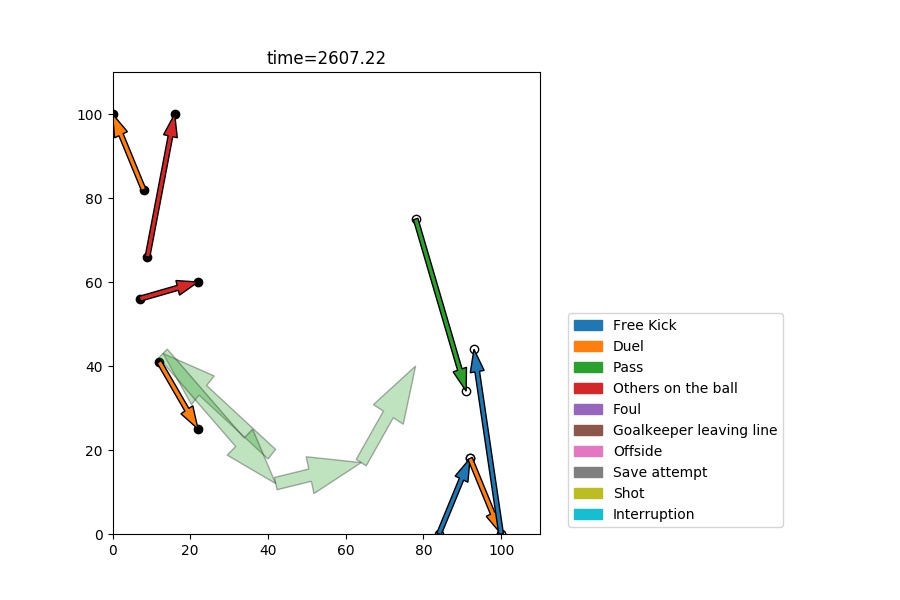 time=2607.22
100
80
60
40
20
0
0 20 40 60 80 100
Free Kick
Duel
Pass
Others on the ball
Foul
Goalkeeper leaving line
Offside
Save attempt
Shot
Interruption